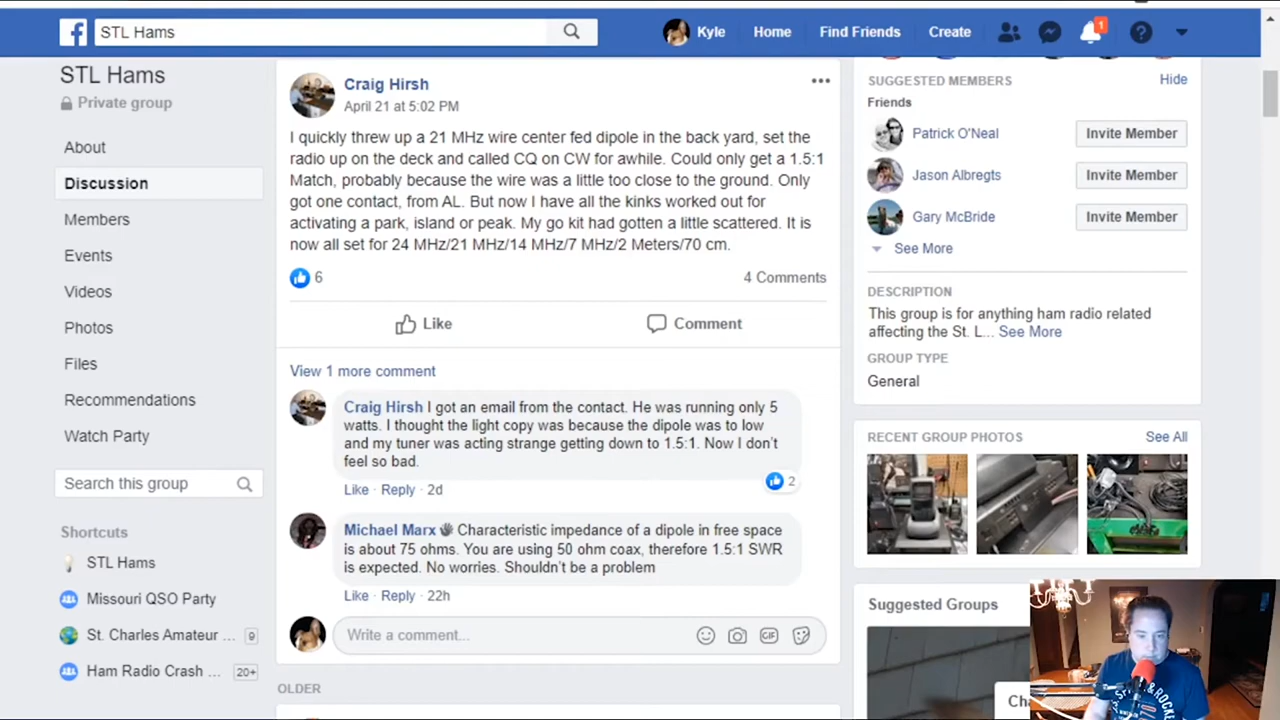 STL Hams
Kyle
Home
Find Friends
Create
1
STL Hams
Private group
About
Discussion
Members
Events
Videos
Photos
Files
Recommendations
Watch Party
Search this group
Shortcuts
STL Hams
Missouri QSO Party
St. Charles Amateur ... 9
Ham Radio Crash ... 20+
Craig Hirsh
April 21 at 5:02 PM
I quickly threw up a 21 MHz wire center fed dipole in the back yard, set the
radio up on the deck and called CQ on CW for awhile. Could only get a 1.5:1
Match, probably because the wire was a little too close to the ground. Only
got one contact, from AL. But now I have all the kinks worked out for
activating a park, island or peak. My go kit had gotten a little scattered. It is
now all set for 24 MHz/21 MHz/14 MHz/7 MHz/2 Meters/70 cm.
6
4 Comments
Like
Comment
View 1 more comment
Craig Hirsh I got an email from the contact. He was running only 5
watts. I thought the light copy was because the dipole was to low
and my tuner was acting strange getting down to 1.5:1. Now I don't
feel so bad.
2
Like · Reply · 2d
Michael Marx Characteristic impedance of a dipole in free space
is about 75 ohms. You are using 50 ohm coax, therefore 1.5:1 SWR
is expected. No worries. Shouldn't be a problem
Like · Reply · 22h
Write a comment...
GIF
OLDER
SUGGESTED MEMBERS
Hide
Friends
Patrick O'Neal
Invite Member
Jason Albregts
Invite Member
Gary McBride
Invite Member
See More
DESCRIPTION
This group is for anything ham radio related
affecting the St. L... See More
GROUP TYPE
General
RECENT GROUP PHOTOS
See All
Suggested Groups